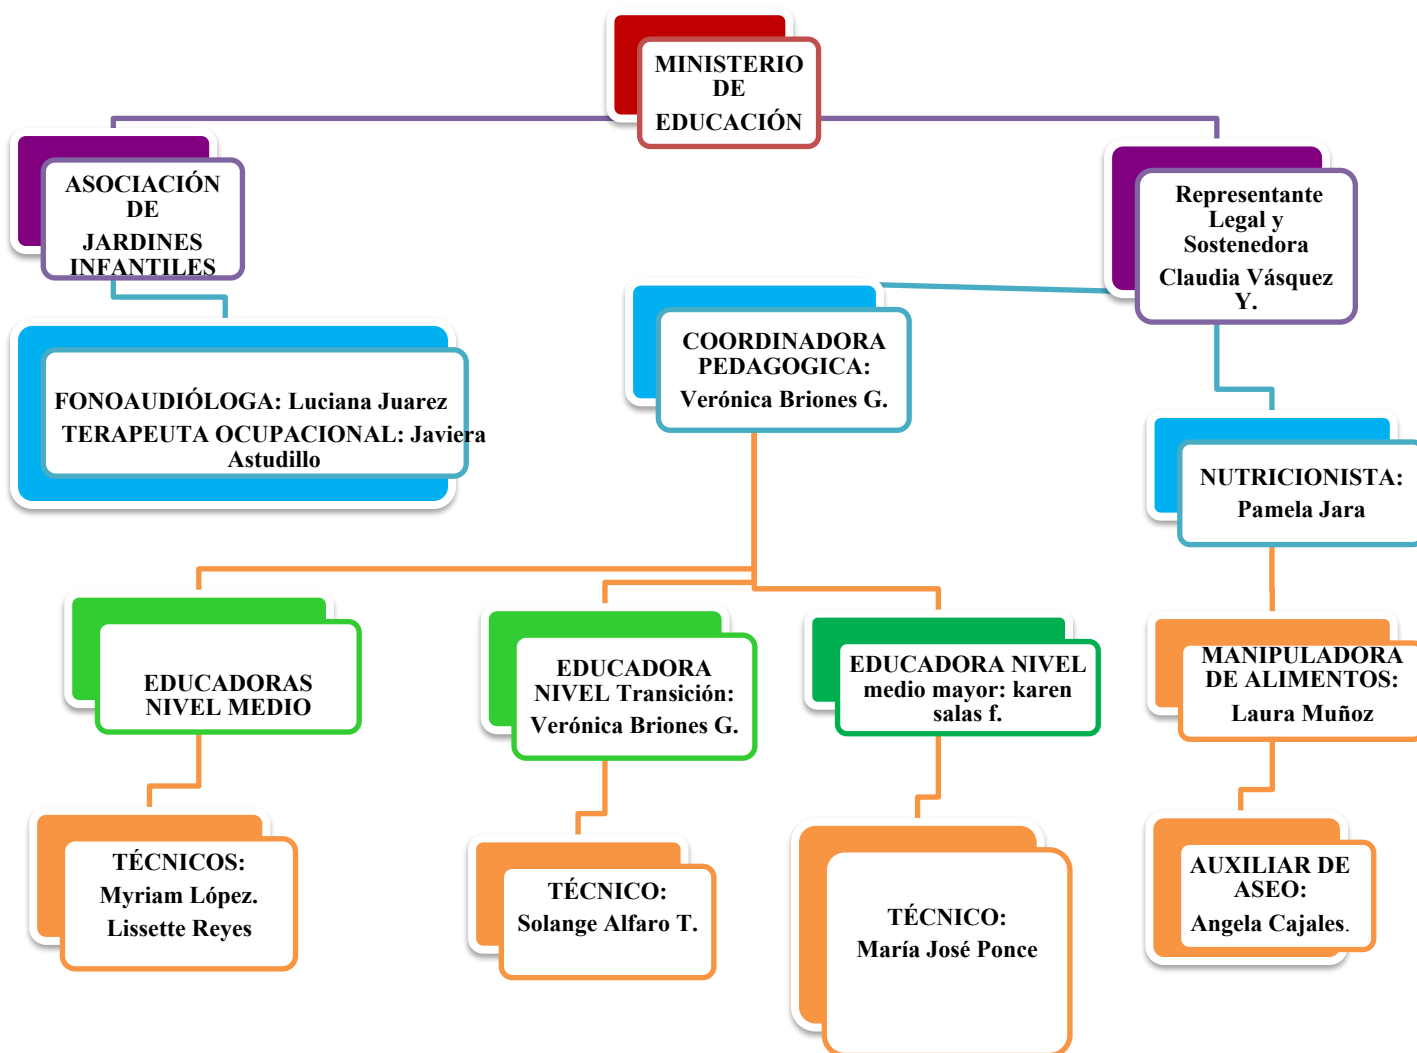 MINISTERIO
DE
EDUCACIÓN
ASOCIACIÓN
DE
JARDINES
INFANTILES
Representante
Legal y
Sostenedora
Claudia Vásquez
Y.
FONOAUDIÓLOGA: Luciana Juarez
TERAPEUTA OCUPACIONAL: Javiera
Astudillo
COORDINADORA
PEDAGOGICA:
Verónica Briones G.
NUTRICIONISTA:
Pamela Jara
EDUCADORAS
NIVEL MEDIO
EDUCADORA
NIVEL Transición:
Verónica Briones G.
EDUCADORA NIVEL
medio mayor: karen
salas f.
MANIPULADORA
DE ALIMENTOS:
Laura Muñoz
TÉCNICOS:
Myriam López.
Lissette Reyes
TÉCNICO:
Solange Alfaro T.
TÉCNICO:
María José Ponce
AUXILIAR DE
ASEO:
Angela Cajales.